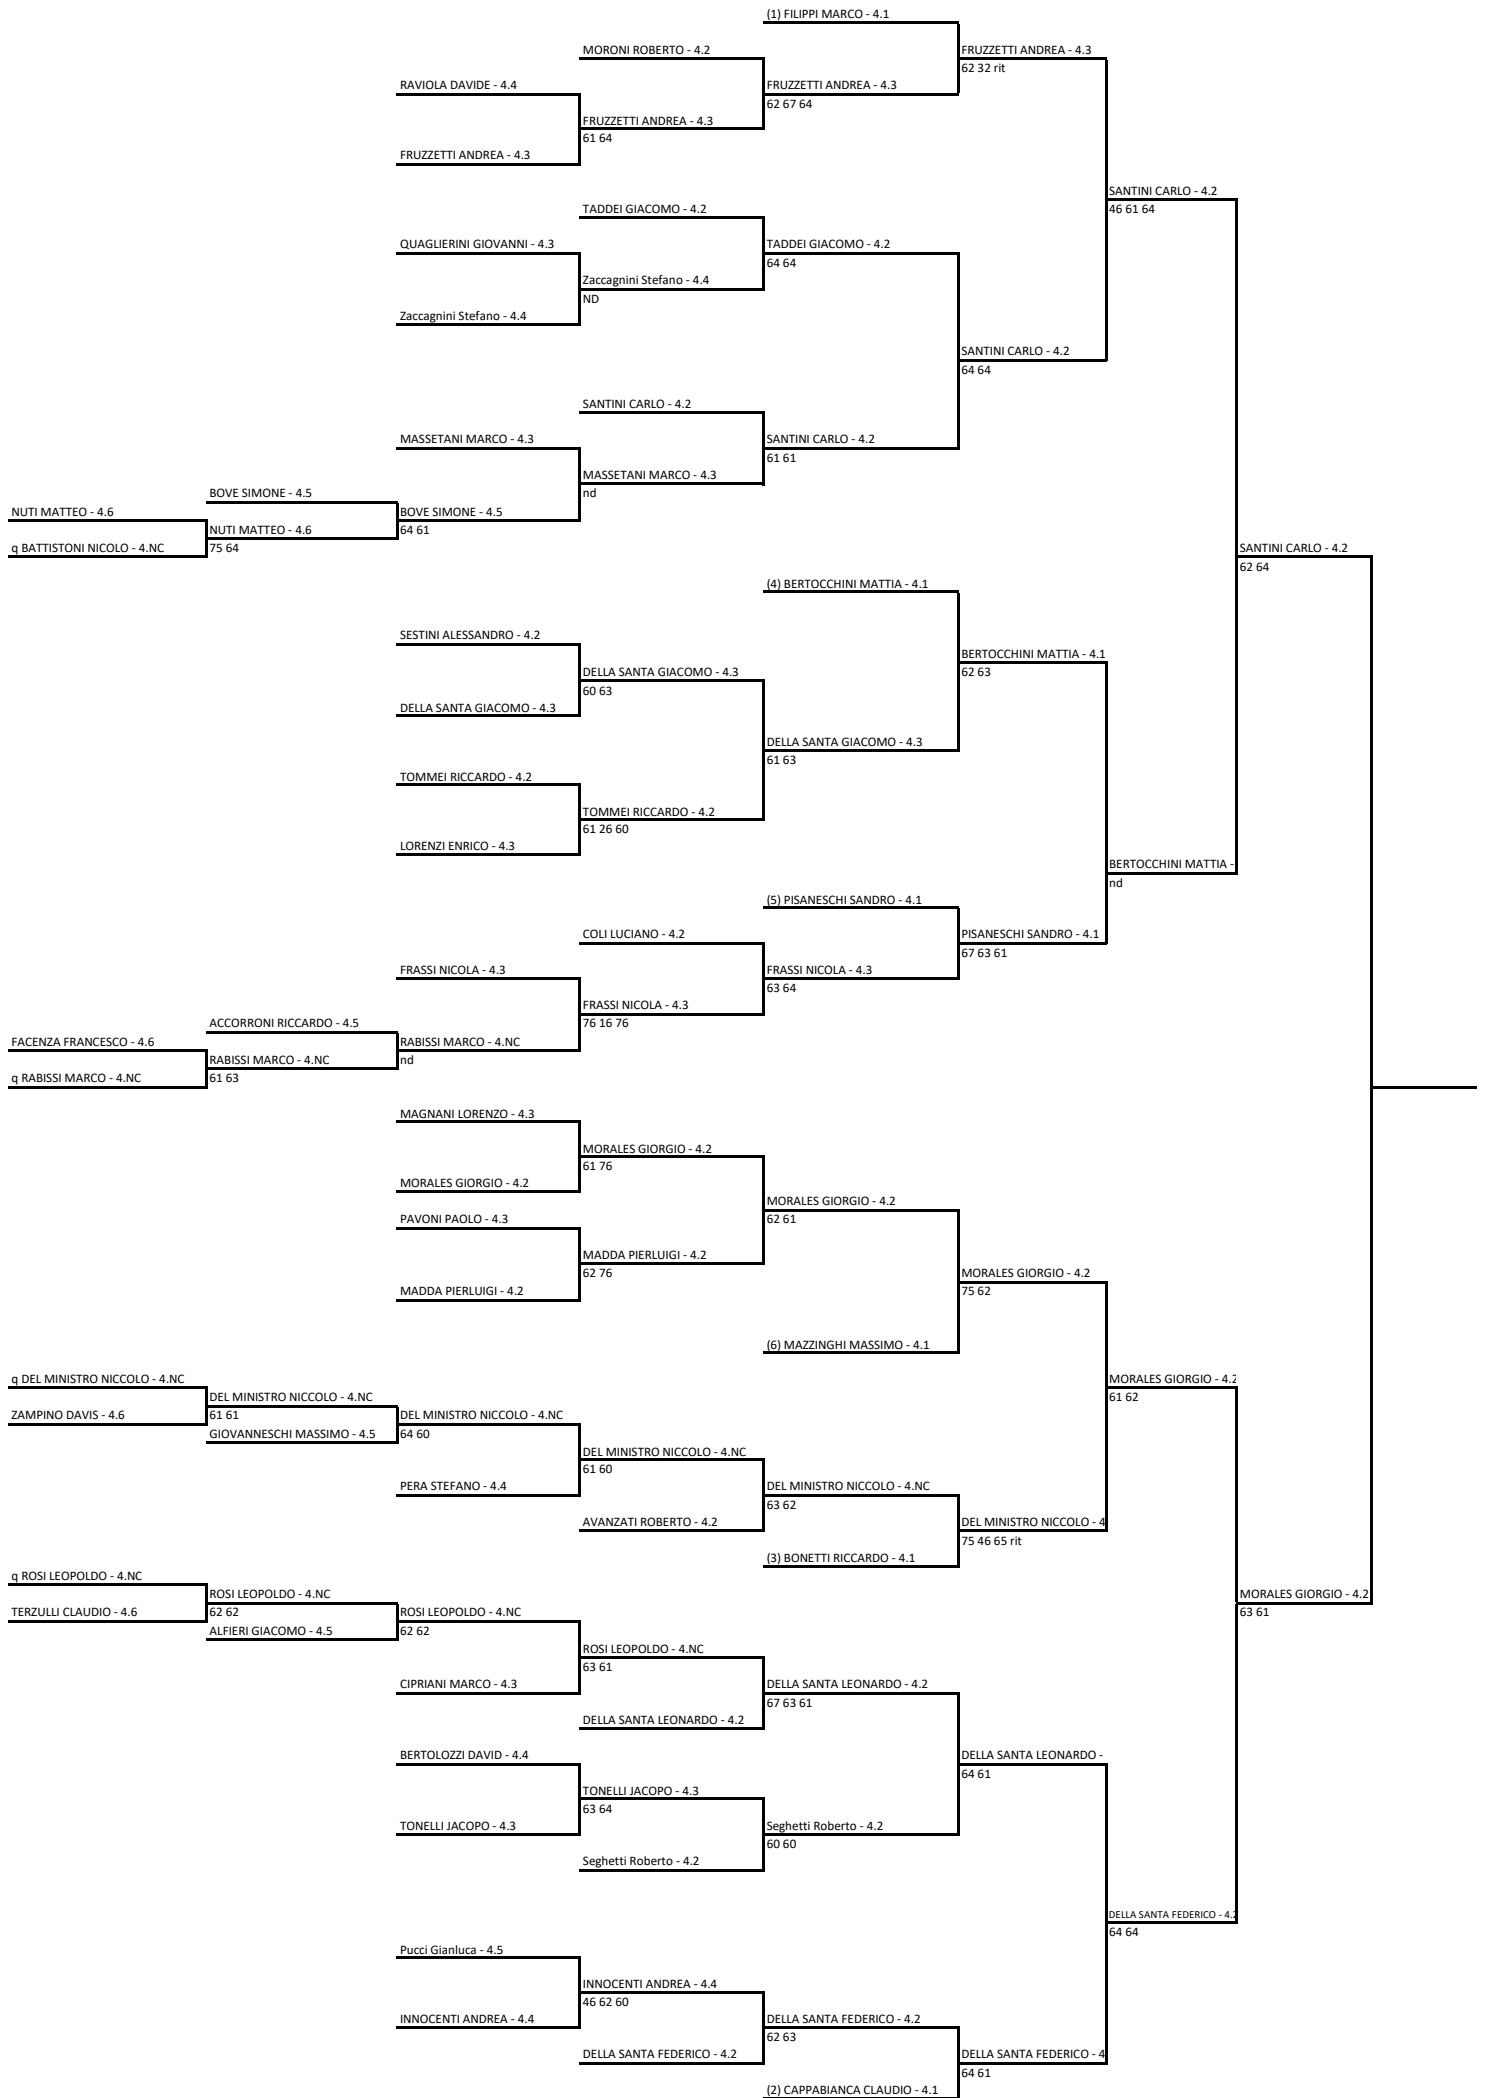 (1) FILIPPI MARCO - 4.1
MORONI ROBERTO - 4.2
FRUZZETTI ANDREA - 4.3
62 32 rit
RAVIOLA DAVIDE - 4.4
FRUZZETTI ANDREA - 4.3
62 67 64
FRUZZETTI ANDREA - 4.3
61 64
FRUZZETTI ANDREA - 4.3
SANTINI CARLO - 4.2
46 61 64
TADDEI GIACOMO - 4.2
QUAGLIERINI GIOVANNI - 4.3
TADDEI GIACOMO - 4.2
64 64
Zaccagnini Stefano - 4.4
ND
Zaccagnini Stefano - 4.4
SANTINI CARLO - 4.2
64 64
SANTINI CARLO - 4.2
MASSETANI MARCO - 4.3
SANTINI CARLO - 4.2
61 61
MASSETANI MARCO - 4.3
nd
BOVE SIMONE - 4.5
NUTI MATTEO - 4.6
BOVE SIMONE - 4.5
64 61
NUTI MATTEO - 4.6
75 64
q BATTISTONI NICOLO - 4.NC
SANTINI CARLO - 4.2
62 64
(4) BERTOCCHINI MATTIA - 4.1
SESTINI ALESSANDRO - 4.2
BERTOCCHINI MATTIA - 4.1
62 63
DELLA SANTA GIACOMO - 4.3
60 63
DELLA SANTA GIACOMO - 4.3
DELLA SANTA GIACOMO - 4.3
61 63
TOMMEI RICCARDO - 4.2
TOMMEI RICCARDO - 4.2
61 26 60
LORENZI ENRICO - 4.3
BERTOCCHINI MATTIA -
nd
(5) PISANESCHI SANDRO - 4.1
COLI LUCIANO - 4.2
PISANESCHI SANDRO - 4.1
67 63 61
FRASSI NICOLA - 4.3
FRASSI NICOLA - 4.3
63 64
FRASSI NICOLA - 4.3
76 16 76
ACCORRONI RICCARDO - 4.5
FACENZA FRANCESCO - 4.6
RABISSI MARCO - 4.NC
nd
RABISSI MARCO - 4.NC
61 63
q RABISSI MARCO - 4.NC
MAGNANI LORENZO - 4.3
MORALES GIORGIO - 4.2
61 76
MORALES GIORGIO - 4.2
MORALES GIORGIO - 4.2
62 61
PAVONI PAOLO - 4.3
MADDA PIERLUIGI - 4.2
62 76
MORALES GIORGIO - 4.2
75 62
MADDA PIERLUIGI - 4.2
(6) MAZZINGHI MASSIMO - 4.1
q DEL MINISTRO NICCOLO - 4.NC
MORALES GIORGIO - 4.2
61 62
DEL MINISTRO NICCOLO - 4.NC
61 61
ZAMPINO DAVIS - 4.6
DEL MINISTRO NICCOLO - 4.NC
64 60
GIOVANNESCHI MASSIMO - 4.5
DEL MINISTRO NICCOLO - 4.NC
61 60
PERA STEFANO - 4.4
DEL MINISTRO NICCOLO - 4.NC
63 62
AVANZATI ROBERTO - 4.2
DEL MINISTRO NICCOLO - 4
75 46 65 rit
(3) BONETTI RICCARDO - 4.1
q ROSI LEOPOLDO - 4.NC
ROSI LEOPOLDO - 4.NC
62 62
MORALES GIORGIO - 4.2
63 61
TERZULLI CLAUDIO - 4.6
ROSI LEOPOLDO - 4.NC
62 62
ALFIERI GIACOMO - 4.5
ROSI LEOPOLDO - 4.NC
63 61
CIPRIANI MARCO - 4.3
DELLA SANTA LEONARDO - 4.2
67 63 61
DELLA SANTA LEONARDO - 4.2
BERTOLOZZI DAVID - 4.4
DELLA SANTA LEONARDO -
64 61
TONELLI JACOPO - 4.3
63 64
TONELLI JACOPO - 4.3
Seghetti Roberto - 4.2
60 60
Seghetti Roberto - 4.2
DELLA SANTA FEDERICO - 4.2
64 64
Pucci Gianluca - 4.5
INNOCENTI ANDREA - 4.4
46 62 60
INNOCENTI ANDREA - 4.4
DELLA SANTA FEDERICO - 4.2
62 63
DELLA SANTA FEDERICO - 4.2
DELLA SANTA FEDERICO - 4
64 61
(2) CAPPABIANCA CLAUDIO - 4.1